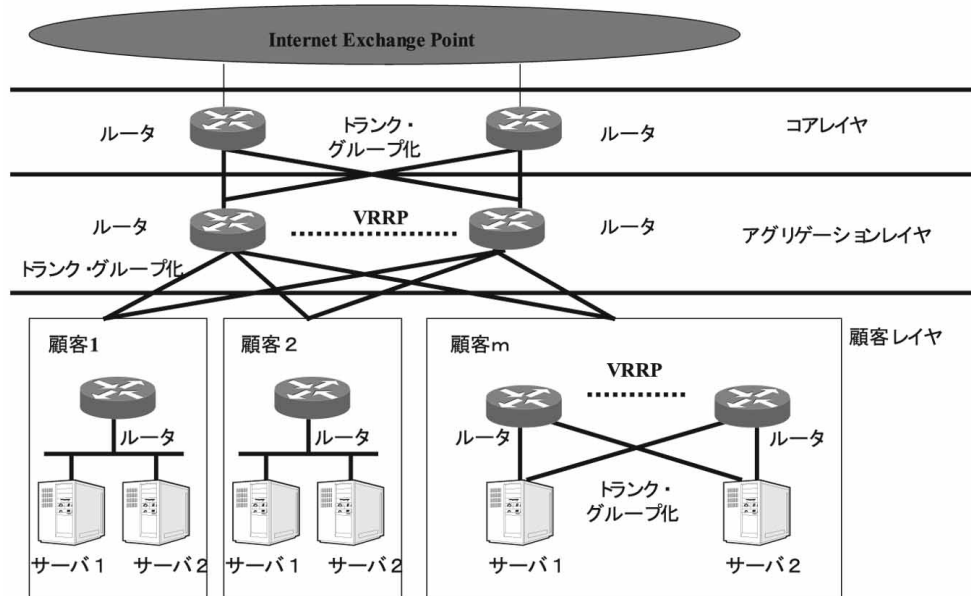 Internet Exchange Point
ルータ
トランク・
グループ化
ルータ
コアレイヤ
ルータ
VRRP
ルータ
アグリゲーションレイヤ
トランク・グループ化
顧客1
顧客2
顧客m
顧客レイヤ
VRRP
ルータ
ルータ
ルータ
ルータ
トランク・
グループ化
サーバ1
サーバ2
サーバ1
サーバ2
サーバ1
サーバ2